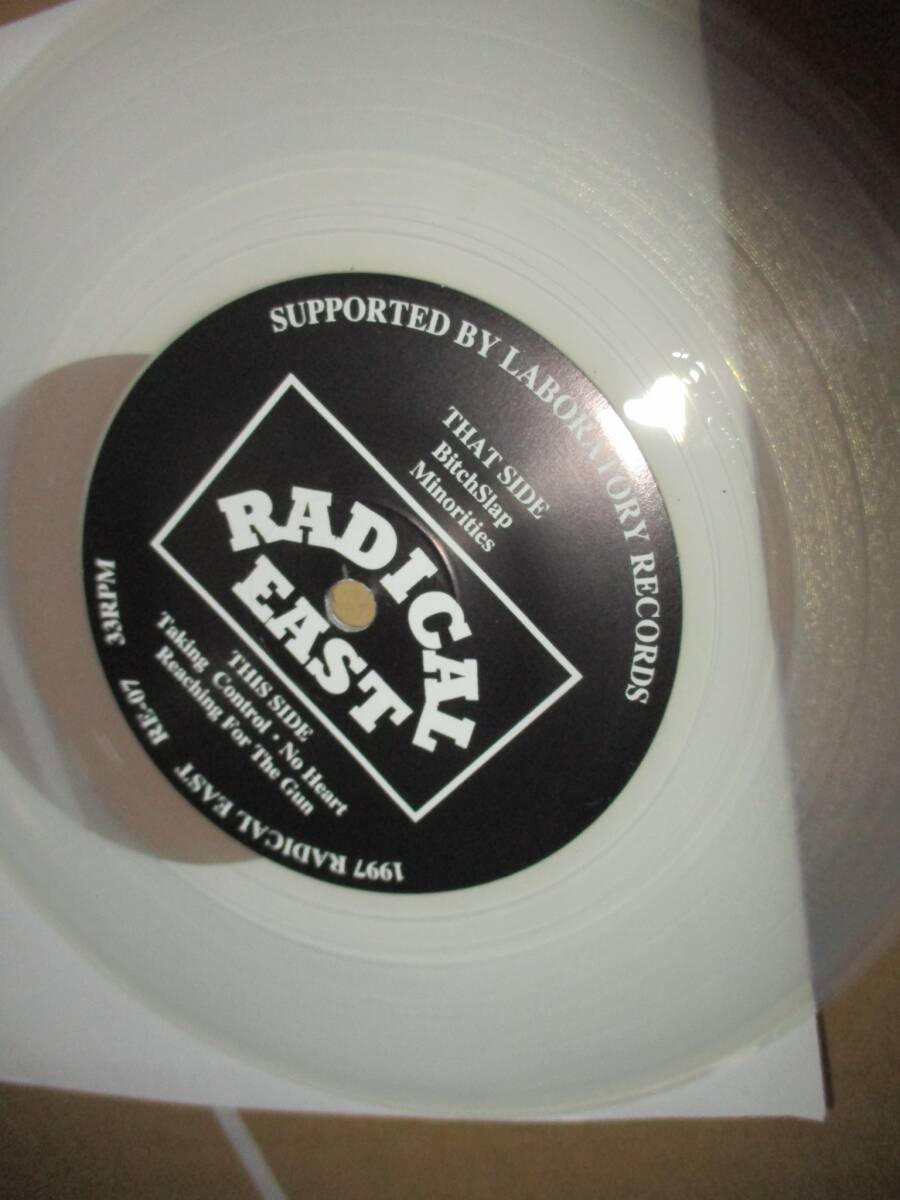 SUPPORTED BY LABORATORY RECORDS
THAT SIDE
BitchSlap
Minorities
RADICAL
EAST
THIS SIDE
Taking Control • No Heart
Reaching For The Gun
33RPM
RE-07
1997 RADICAL EAST